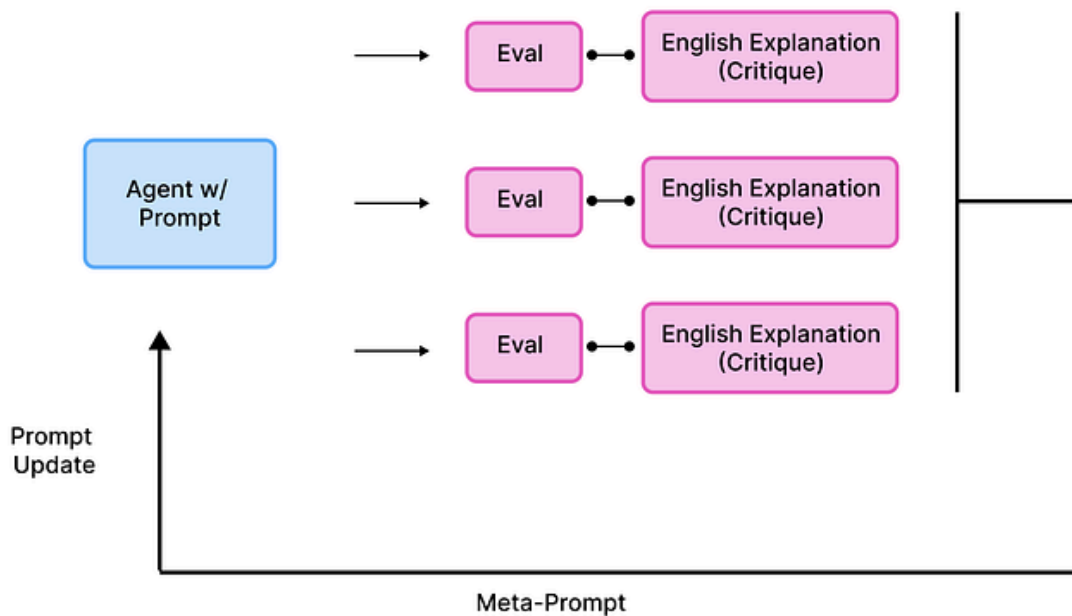 Eval
English Explanation
(Critique)
Agent w/
Prompt
Eval
English Explanation
(Critique)
Eval
English Explanation
(Critique)
Prompt
Update
Meta-Prompt